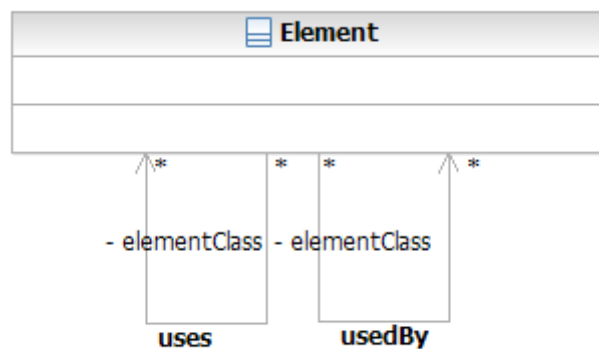 Element
* * * *
- elementClass - elementClass
uses usedBy